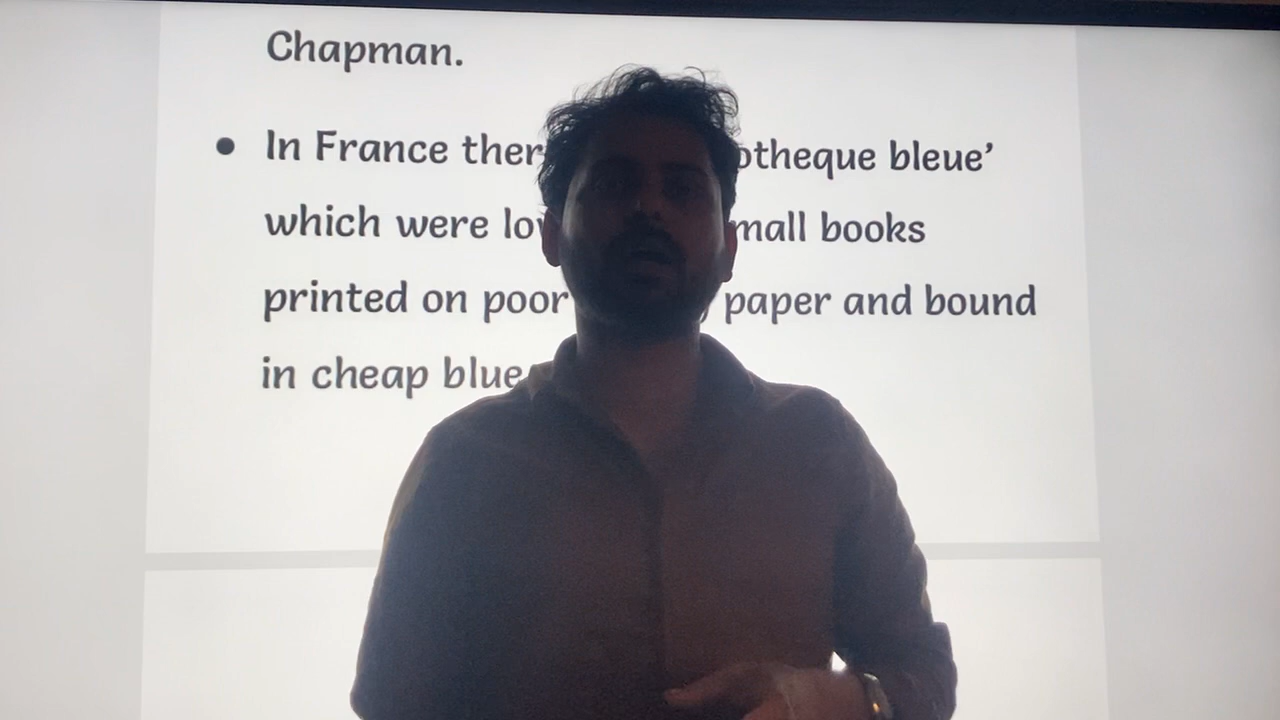 Chapman.
• In France ther otheque bleue’
which were lo mall books
printed on poor paper and bound
in cheap blue